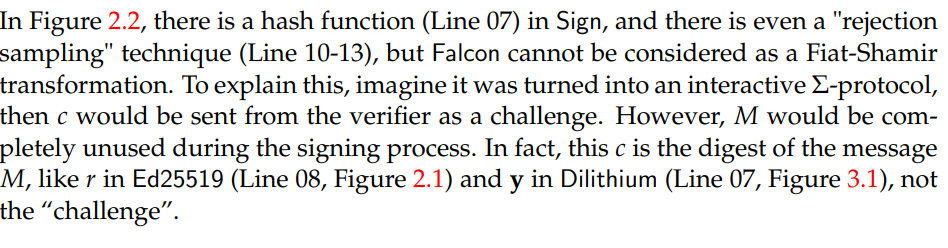 In Figure 2.2, there is a hash function (Line 07) in Sign, and there is even a "rejection
sampling" technique (Line 10-13), but Falcon cannot be considered as a Fiat-Shamir
transformation. To explain this, imagine it was turned into an interactive Σ-protocol,
then c would be sent from the verifier as a challenge. However, M would be com-
pletely unused during the signing process. In fact, this c is the digest of the message
M, like r in Ed25519 (Line 08, Figure 2.1) and y in Dilithium (Line 07, Figure 3.1), not
the “challenge”.